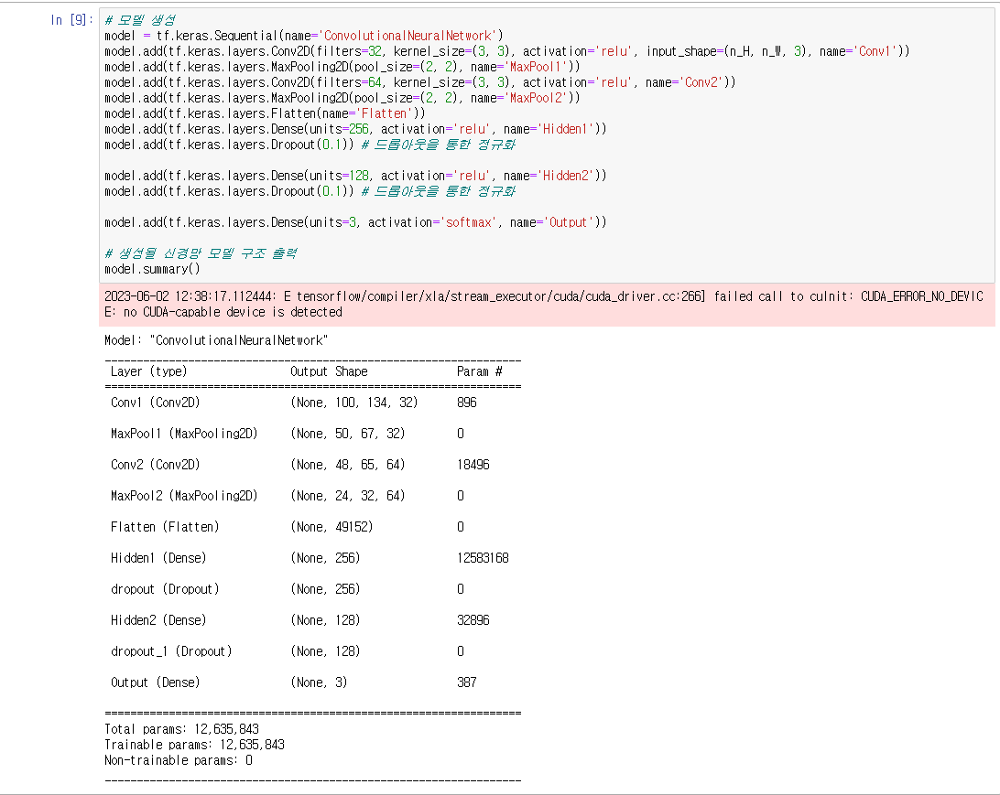 In [9]:
# 모델 생성
model = tf.keras.Sequential(name='ConvolutionalNeuralNetwork')
model.add(tf.keras.layers.Conv2D(filters=32, kernel_size=(3, 3), activation='relu', input_shape=(n_H, n_W, 3), name='Conv1'))
model.add(tf.keras.layers.MaxPooling2D(pool_size=(2, 2), name='MaxPool1'))
model.add(tf.keras.layers.Conv2D(filters=64, kernel_size=(3, 3), activation='relu', name='Conv2'))
model.add(tf.keras.layers.MaxPooling2D(pool_size=(2, 2), name='MaxPool2'))
model.add(tf.keras.layers.Flatten(name='Flatten'))
model.add(tf.keras.layers.Dense(units=256, activation='relu', name='Hidden1'))
model.add(tf.keras.layers.Dropout(0.1)) # 드롭아웃을 통한 정규화
model.add(tf.keras.layers.Dense(units=128, activation='relu', name='Hidden2'))
model.add(tf.keras.layers.Dropout(0.1)) # 드롭아웃을 통한 정규화
model.add(tf.keras.layers.Dense(units=3, activation='softmax', name='Output'))
# 생성될 신경망 모델 구조 출력
model.summary()
2023-06-02 12:38:17.112444: E tensorflow/compiler/xla/stream_executor/cuda/cuda_driver.cc:266] failed call to cuInit: CUDA_ERROR_NO_DEVIC
E: no CUDA-capable device is detected
Model: "ConvolutionalNeuralNetwork"
Layer (type) Output Shape Param #
Conv1 (Conv2D) (None, 100, 134, 32) 896
MaxPool1 (MaxPooling2D) (None, 50, 67, 32) 0
Conv2 (Conv2D) (None, 48, 65, 64) 18496
MaxPool2 (MaxPooling2D) (None, 24, 32, 64) 0
Flatten (Flatten) (None, 49152) 0
Hidden1 (Dense) (None, 256) 12583168
dropout (Dropout) (None, 256) 0
Hidden2 (Dense) (None, 128) 32896
dropout_1 (Dropout) (None, 128) 0
Output (Dense) (None, 3) 387
Total params: 12,635,843
Trainable params: 12,635,843
Non-trainable params: 0